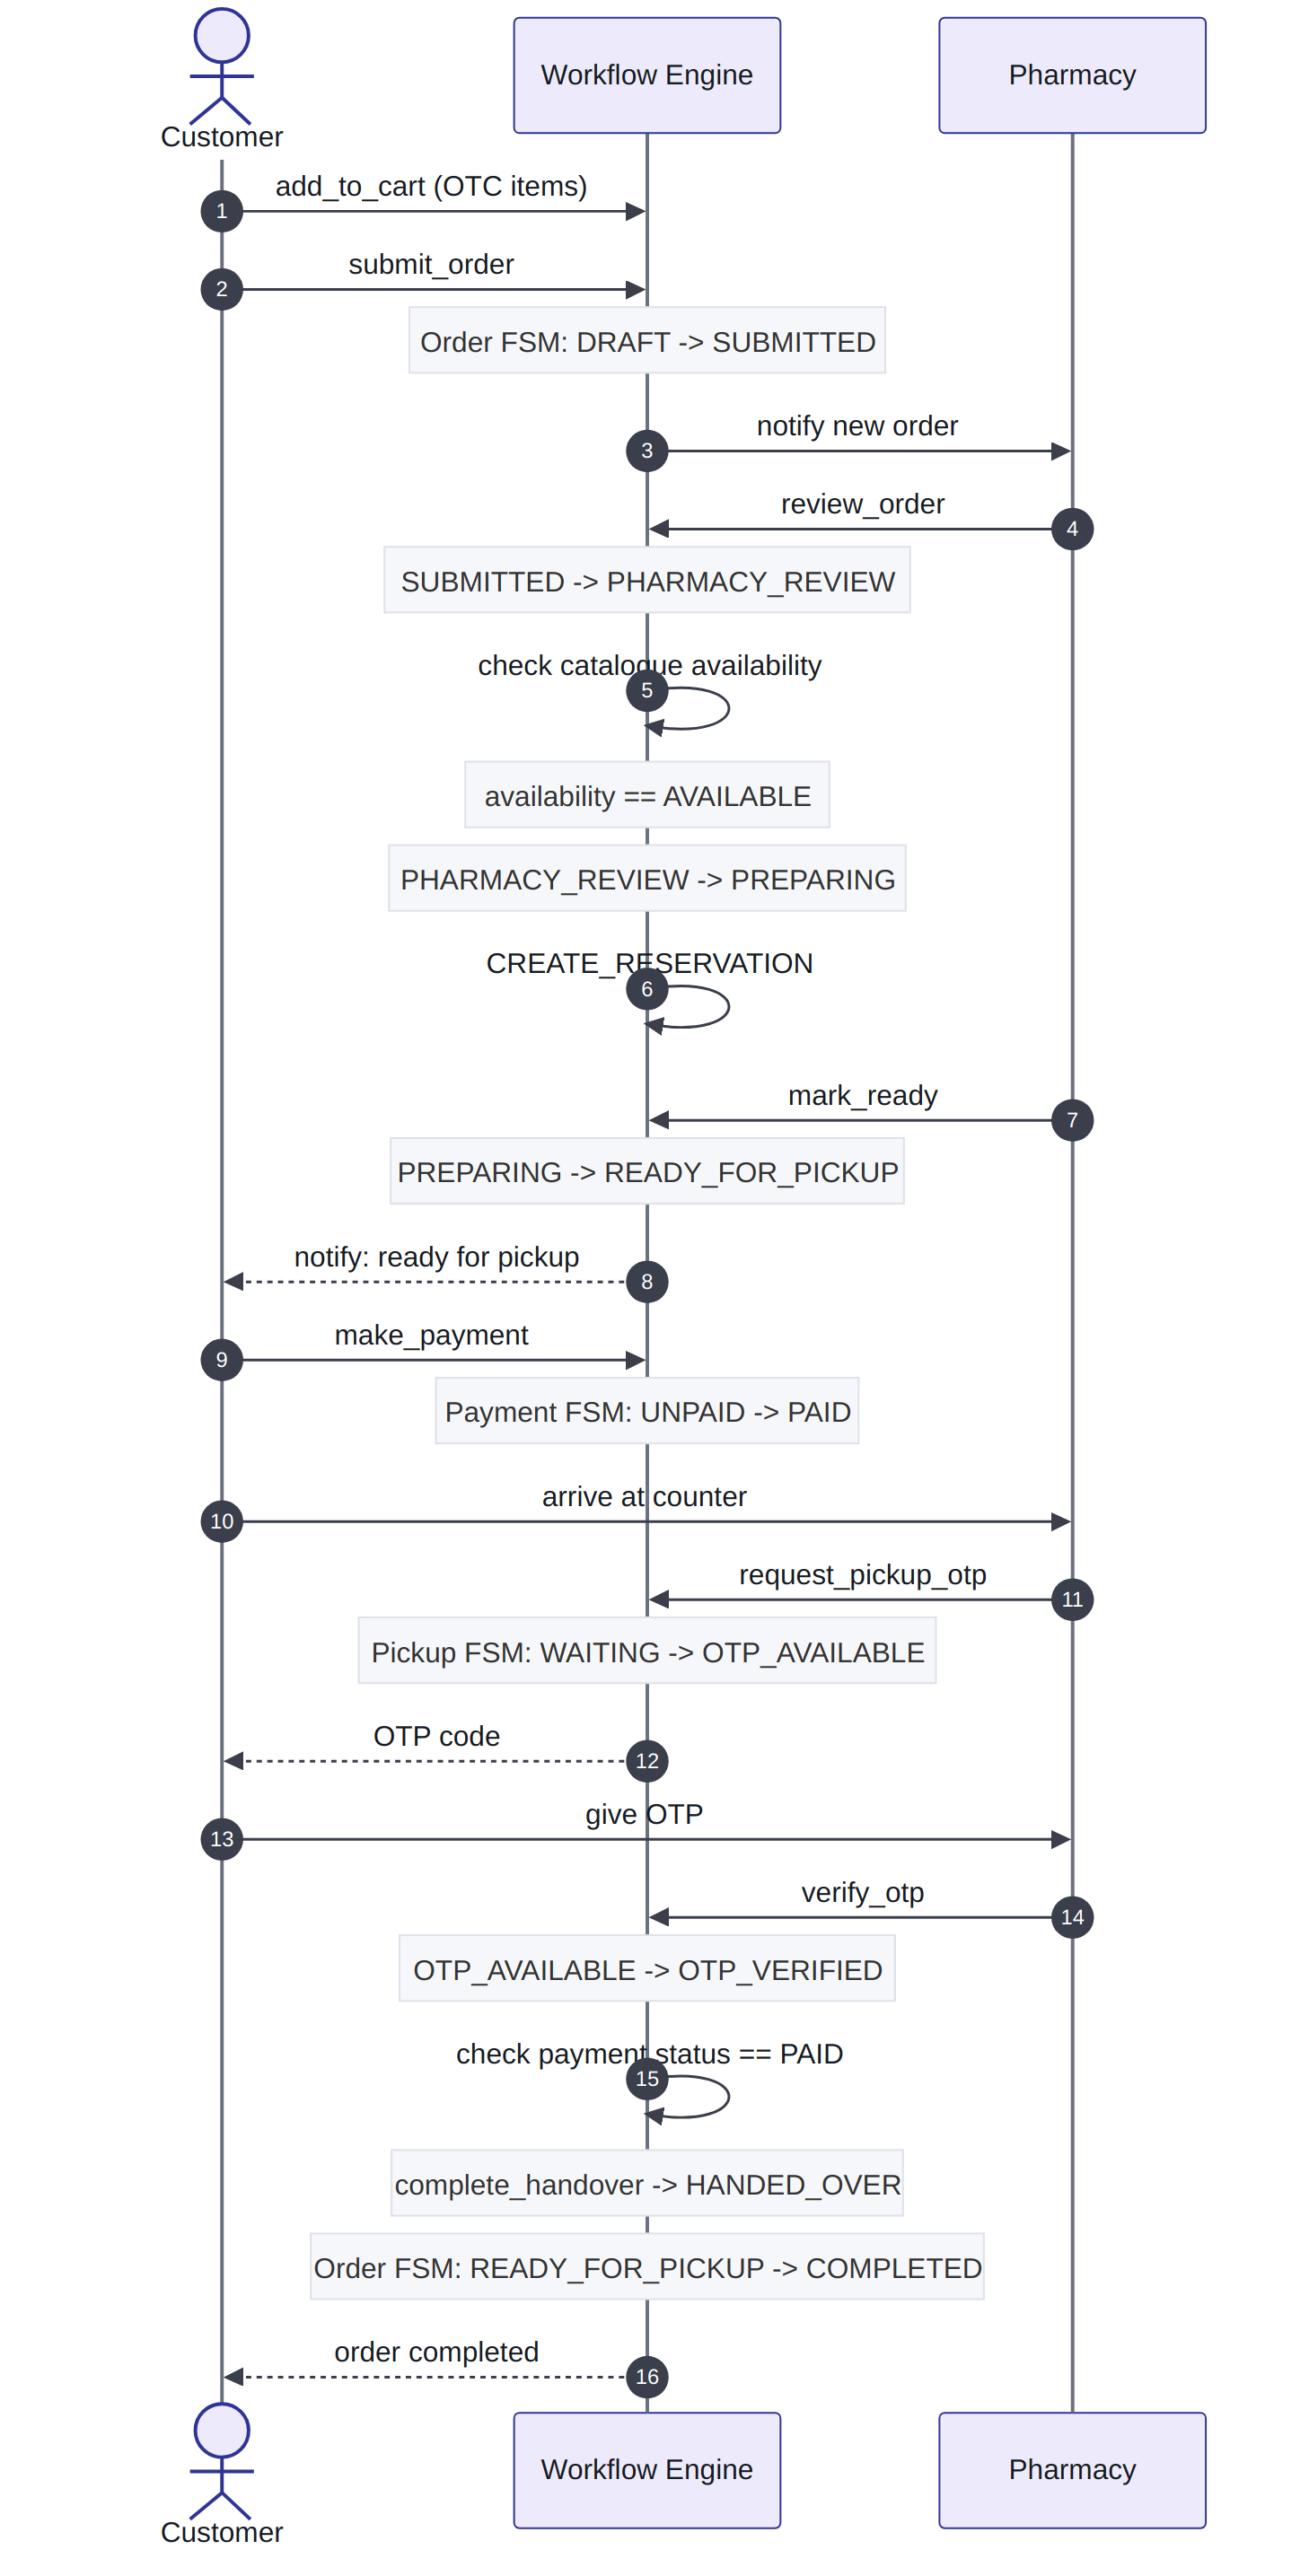 Customer
Workflow Engine
Pharmacy
add_to_cart (OTC items)
1
submit_order
2
Order FSM: DRAFT -> SUBMITTED
notify new order
3
review_order
4
SUBMITTED -> PHARMACY_REVIEW
check catalogue availability
5
availability == AVAILABLE
PHARMACY_REVIEW -> PREPARING
CREATE_RESERVATION
6
mark_ready
7
PREPARING -> READY_FOR_PICKUP
notify: ready for pickup
8
make_payment
9
Payment FSM: UNPAID -> PAID
arrive at counter
10
request_pickup_otp
11
Pickup FSM: WAITING -> OTP_AVAILABLE
OTP code
12
give OTP
13
verify_otp
14
OTP_AVAILABLE -> OTP_VERIFIED
check payment status == PAID
15
complete_handover -> HANDED_OVER
Order FSM: READY_FOR_PICKUP -> COMPLETED
order completed
16
Customer
Workflow Engine
Pharmacy